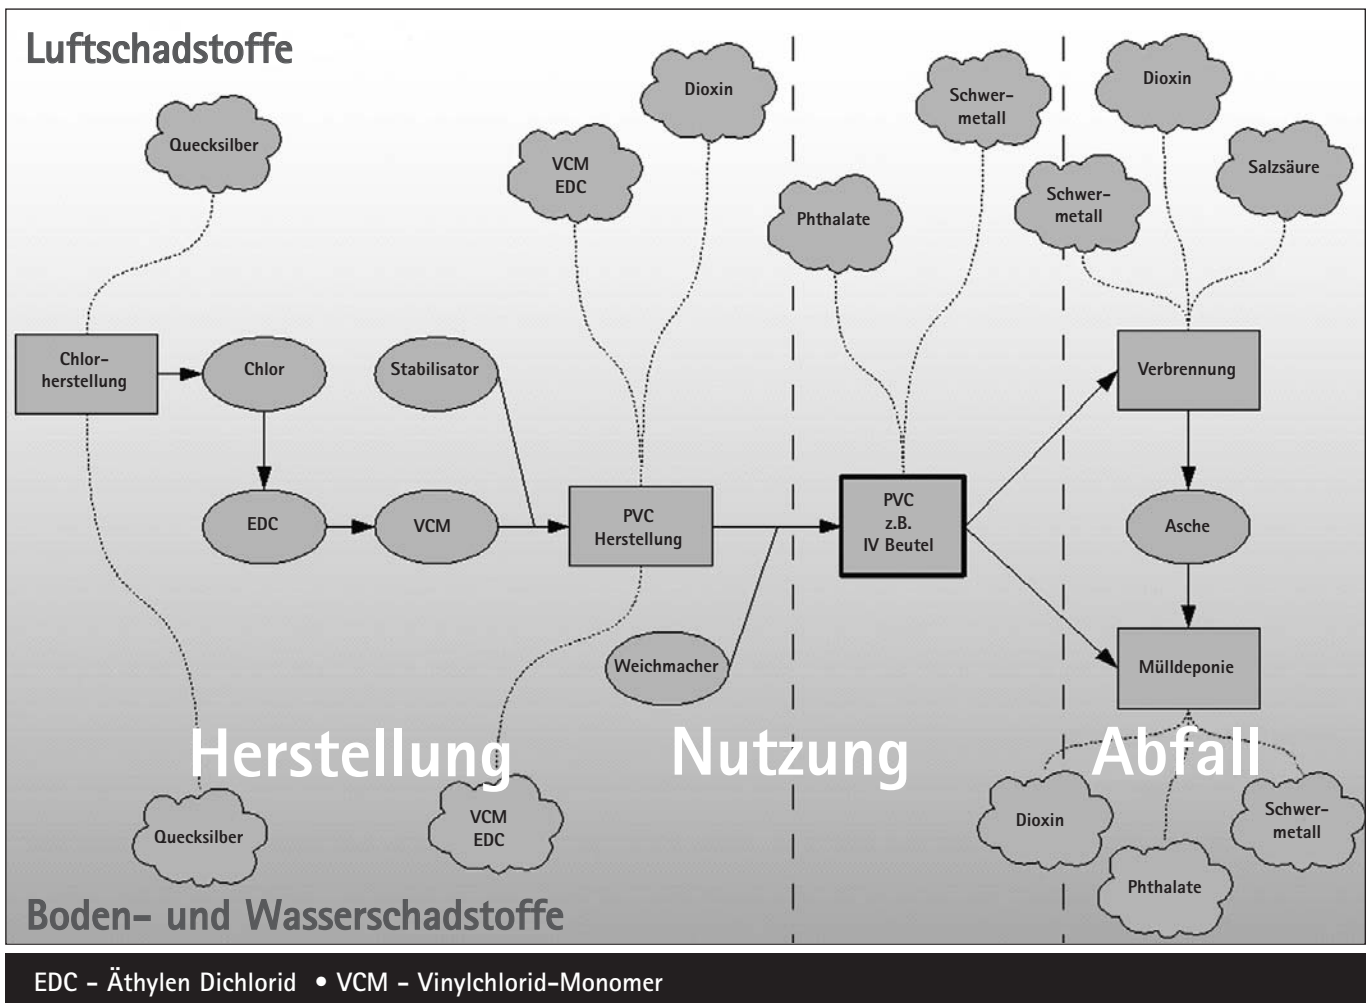 Luftschadstoffe
Dioxin
Schwer-
metall
Dioxin
Quecksilber
VCM
EDC
Salzsäure
Schwer-
metall
Phthalate
Chlor-
herstellung
Chlor
Stabilisator
Verbrennung
EDC
VCM
PVC
Herstellung
PVC
z.B.
IV Beutel
Asche
Weichmacher
Mülldeponie
Herstellung
Nutzung
Abfall
Quecksilber
VCM
EDC
Dioxin
Schwer-
metall
Phthalate
Boden- und Wasserschadstoffe
EDC - Äthylen Dichlorid • VCM - Vinylchlorid-Monomer